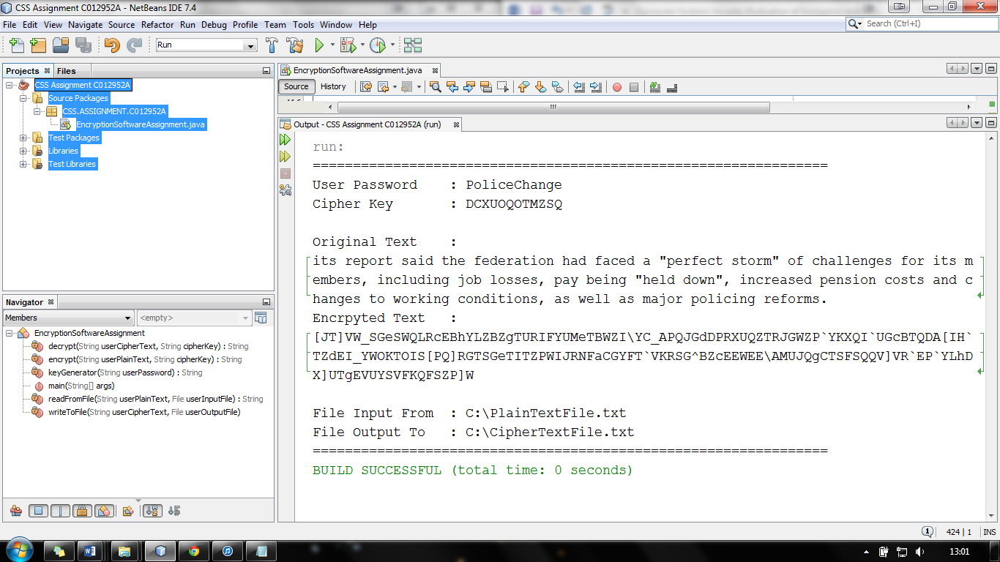 CSS Assignment C012952A - NetBeans IDE 7.4
File Edit View Navigate Source Refactor Run Debug Profile Team Tools Window Help
Search (Ctrl+I)
Run
Projects Files
CSS Assignment C012952A
Source Packages
CSS.ASSIGNMENT.C012952A
EncryptionSoftwareAssignment.java
Test Packages
Libraries
Test Libraries
Navigator
Members <empty>
EncryptionSoftwareAssignment
decrypt(String userCipherText, String cipherKey) : String
encrypt(String userPlainText, String cipherKey) : String
keyGenerator(String userPassword) : String
main(String[] args)
readFromFile(String userPlainText, File userInputFile) : String
writeToFile(String userCipherText, File userOutputFile)
EncryptionSoftwareAssignment.java
Source History
Output - CSS Assignment C012952A (run)
run:
================================================================
User Password : PoliceChange
Cipher Key : DCXUOQOTMZSQ
Original Text :
its report said the federation had faced a "perfect storm" of challenges for its m
embers, including job losses, pay being "held down", increased pension costs and c
hanges to working conditions, as well as major policing reforms.
Encrpyted Text :
[JT]VW_SGeSWQLRcEBhYLZBZgTURIFYUMeTBWZI\YC_APQJGdDPRXUQZTRJGWZP`YKXQI`UGcBTQDA[IH`
TZdEI_YWOKTOIS[PQ]RGTSGeTITZPWIJRNFaCGYFT`VKRSG^BZcEEWEE\AMUJQgCTSFSQQV]VR`EP`YLhD
X]UTgEVUYSVFKQFSZP]W
File Input From : C:\PlainTextFile.txt
File Output To : C:\CipherTextFile.txt
================================================================
BUILD SUCCESSFUL (total time: 0 seconds)
424 | 1 INS
13:01